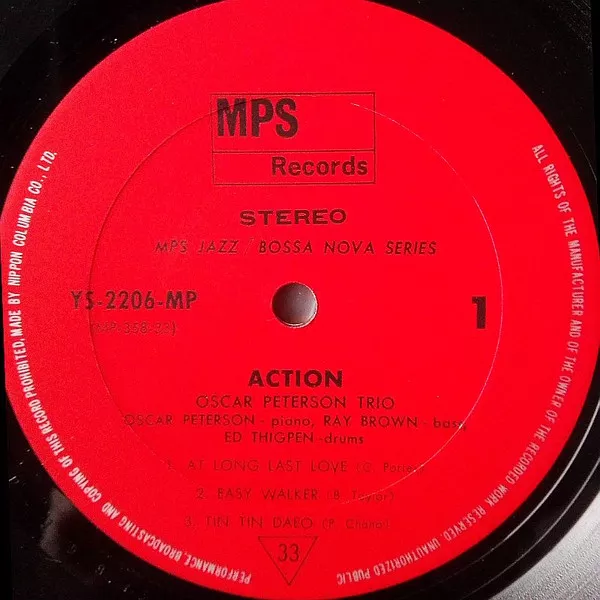 MPS
Records
STEREO
MPS JAZZ BOSSA NOVA SERIES
YS-2206-MP
1
ACTION
OSCAR PETERSON TRIO
OSCAR PETERSON - piano, RAY BROWN - bass,
ED THIGPEN - drums
1. AT LONG LAST LOVE (C. Porter)
2. EASY WALKER (B. Taylor)
3. TIN TIN DAEO (P. Chano)
33
ALL RIGHTS OF THE MANUFACTURER AND OF THE OWNER OF THE RECORDED WORK RESERVED. UNAUTHORIZED PUBLIC
PERFORMANCE, BROADCASTING AND COPYING OF THIS RECORD PROHIBITED, MADE BY NIPPON COLUMBIA CO., LTD.